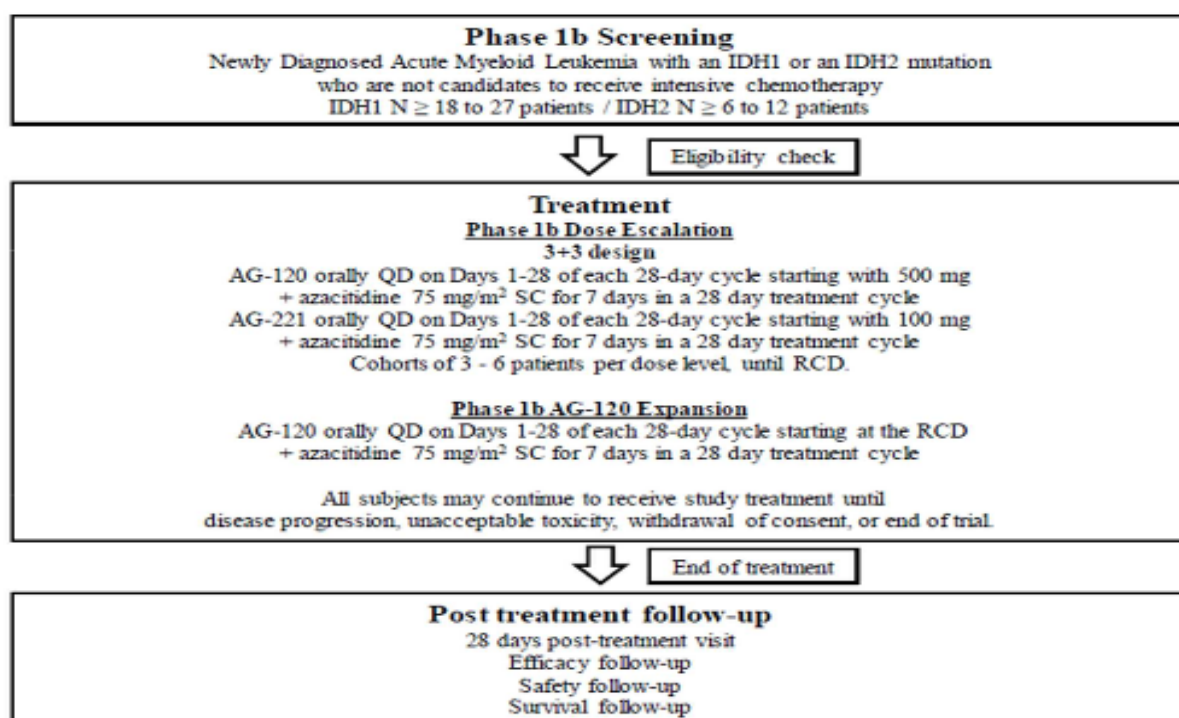 Phase 1b Screening
Newly Diagnosed Acute Myeloid Leukemia with an IDH1 or an IDH2 mutation
who are not candidates to receive intensive chemotherapy
IDH1 N ≥ 18 to 27 patients / IDH2 N ≥ 6 to 12 patients
Eligibility check
Treatment
Phase 1b Dose Escalation
3+3 design
AG-120 orally QD on Days 1-28 of each 28-day cycle starting with 500 mg
+ azacitidine 75 mg/m² SC for 7 days in a 28 day treatment cycle
AG-221 orally QD on Days 1-28 of each 28-day cycle starting with 100 mg
+ azacitidine 75 mg/m² SC for 7 days in a 28 day treatment cycle
Cohorts of 3 - 6 patients per dose level, until RCD.
Phase 1b AG-120 Expansion
AG-120 orally QD on Days 1-28 of each 28-day cycle starting at the RCD
+ azacitidine 75 mg/m² SC for 7 days in a 28 day treatment cycle
All subjects may continue to receive study treatment until
disease progression, unacceptable toxicity, withdrawal of consent, or end of trial.
End of treatment
Post treatment follow-up
28 days post-treatment visit
Efficacy follow-up
Safety follow-up
Survival follow-up